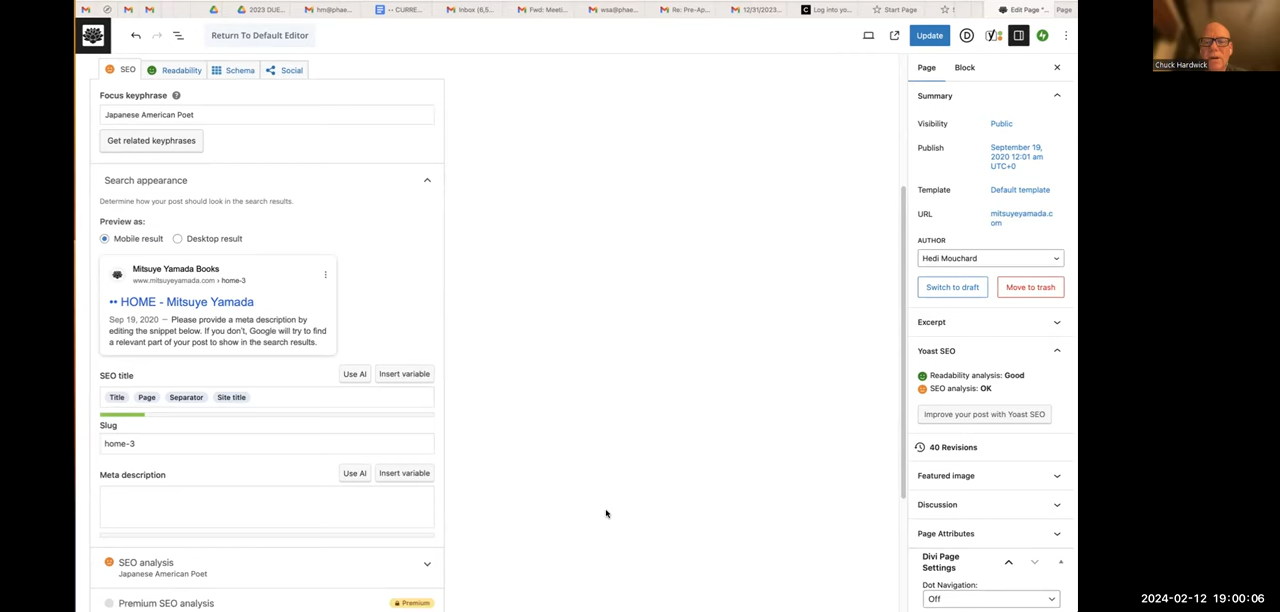 2023 DUE...
hm@phae...
•• CURRE...
Inbox (6,5...
Fwd: Meeti...
wsa@phae...
Re: Pre-Ap...
12/31/2023...
Log into yo...
Start Page
Edit Page "...
Page
Return To Default Editor
Update
SEO
Readability
Schema
Social
Focus keyphrase
Japanese American Poet
Get related keyphrases
Search appearance
Determine how your post should look in the search results.
Preview as:
Mobile result
Desktop result
Mitsuye Yamada Books
www.mitsuyeyamada.com › home-3
•• HOME - Mitsuye Yamada
Sep 19, 2020 – Please provide a meta description by
editing the snippet below. If you don't, Google will try to find
a relevant part of your post to show in the search results.
SEO title
Use AI
Insert variable
Title Page Separator Site title
Slug
home-3
Meta description
Use AI
Insert variable
SEO analysis
Japanese American Poet
Premium SEO analysis
Premium
Page
Block
Summary
Visibility
Public
Publish
September 19,
2020 12:01 am
UTC+0
Template
Default template
URL
mitsuyeyamada.c
om
AUTHOR
Hedi Mouchard
Switch to draft
Move to trash
Excerpt
Yoast SEO
Readability analysis: Good
SEO analysis: OK
Improve your post with Yoast SEO
40 Revisions
Featured image
Discussion
Page Attributes
Divi Page
Settings
Dot Navigation:
Off
Chuck Hardwick
2024-02-12 19:00:06